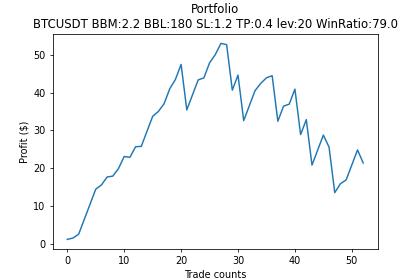 Portfolio
BTCUSDT BBM:2.2 BBL:180 SL:1.2 TP:0.4 lev:20 WinRatio:79.0
50
40
30
20
10
0
Profit ($)
0 10 20 30 40 50
Trade counts